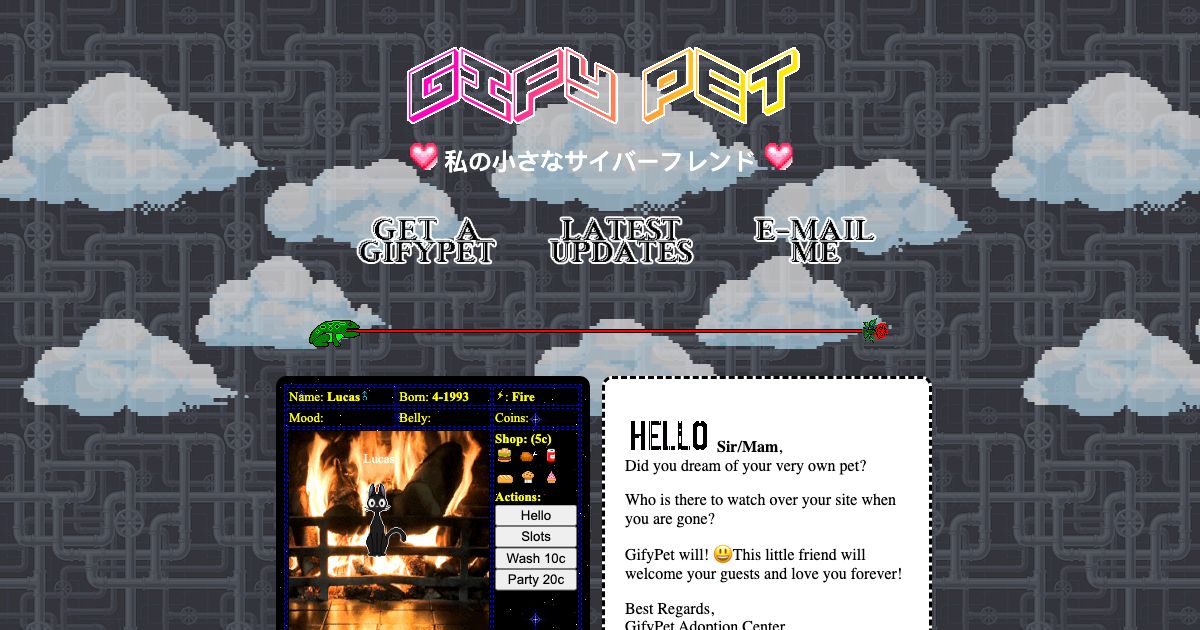 GIFY PET
私の小さなサイバーフレンド
GET A
GIFYPET
LATEST
UPDATES
E-MAIL
ME
Name: Lucas Born: 4-1993 : Fire
Mood: Belly: Coins:
Lucas
Shop: (5c)
Actions:
Hello
Slots
Wash 10c
Party 20c
HELLO Sir/Mam,
Did you dream of your very own pet?
Who is there to watch over your site when
you are gone?
GifyPet will! 😃This little friend will
welcome your guests and love you forever!
Best Regards,
GifyPet Adoption Center